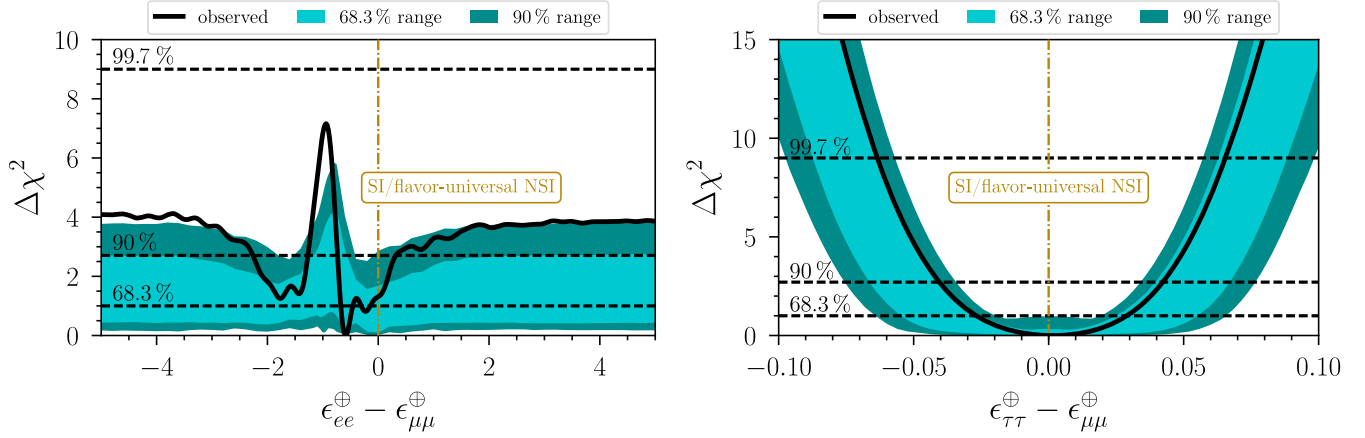 observed 68.3 % range 90 % range
10
8
6
4
2
0
Δχ²
99.7 %
90 %
68.3 %
SI/flavor-universal NSI
−4 −2 0 2 4
ϵ⊕ee − ϵ⊕μμ
observed 68.3 % range 90 % range
15
10
5
0
Δχ²
99.7 %
90 %
68.3 %
SI/flavor-universal NSI
−0.10 −0.05 0.00 0.05 0.10
ϵ⊕ττ − ϵ⊕μμ